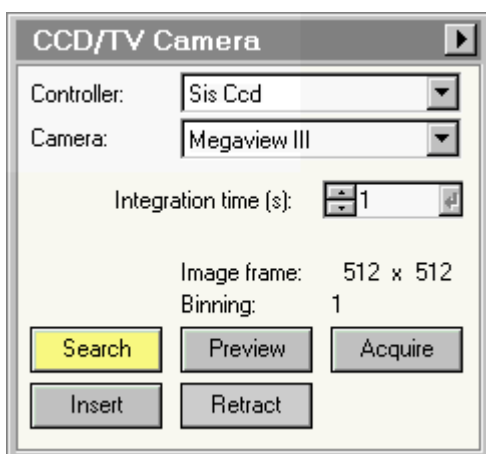 CCD/TV Camera
Controller: Sis Ccd
Camera: Megaview III
Integration time (s): 1
Image frame: 512 x 512
Binning: 1
Search Preview Acquire
Insert Retract